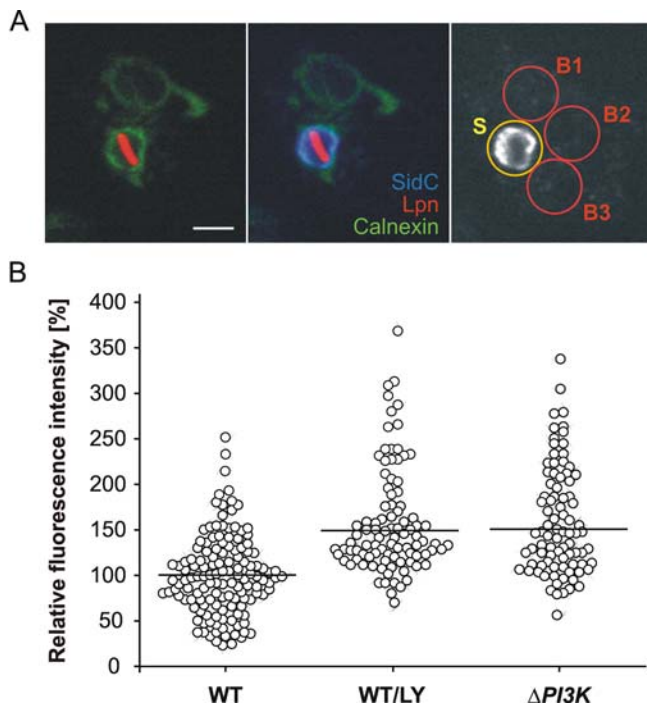 A
SidC
Lpn
Calnexin
S
B1
B2
B3
B
Relative fluorescence intensity [%]
400
350
300
250
200
150
100
50
0
WT
WT/LY
ΔPI3K